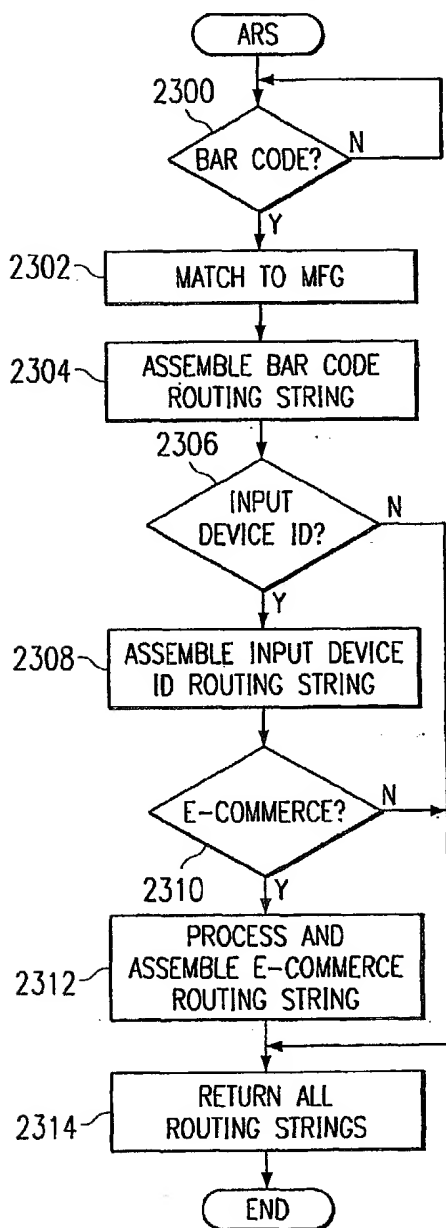 ARS
2300
BAR CODE?
N
Y
2302
MATCH TO MFG
2304
ASSEMBLE BAR CODE
ROUTING STRING
2306
INPUT
DEVICE ID?
N
Y
2308
ASSEMBLE INPUT DEVICE
ID ROUTING STRING
E-COMMERCE?
N
2310
Y
2312
PROCESS AND
ASSEMBLE E-COMMERCE
ROUTING STRING
2314
RETURN ALL
ROUTING STRINGS
END